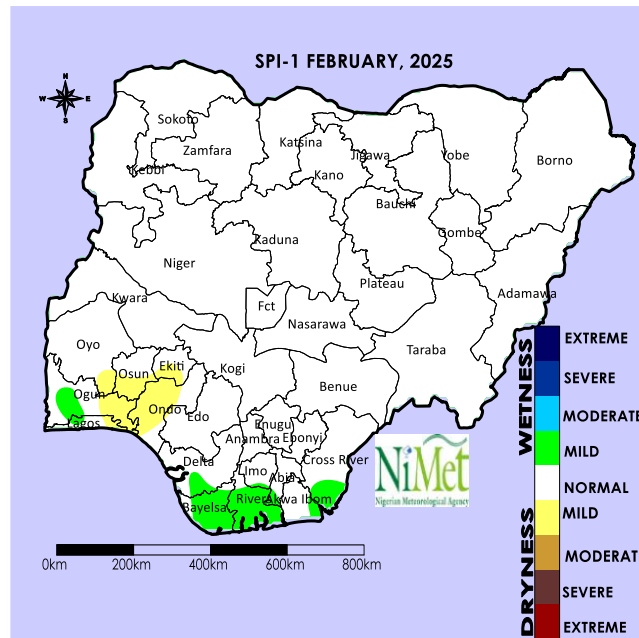 SPI-1 FEBRUARY, 2025
N
W E
S
Sokoto
Zamfara
Katsina
Kebbi
Jigawa
Yobe
Borno
Kano
Bauchi
Gombe
Kaduna
Niger
Plateau
Adamawa
Kwara
Fct
Nasarawa
Oyo
Taraba
Osun
Ekiti
Kogi
Benue
Ogun
Ondo
Edo
Lagos
Enugu
Anambra
Ebonyi
Delta
Imo
Abia
Cross River
Bayelsa
Rivers
Akwa Ibom
NiMet
Nigerian Meteorological Agency
0km 200km 400km 600km 800km
WETNESS
EXTREME
SEVERE
MODERATE
MILD
NORMAL
DRYNESS
MILD
MODERAT
SEVERE
EXTREME